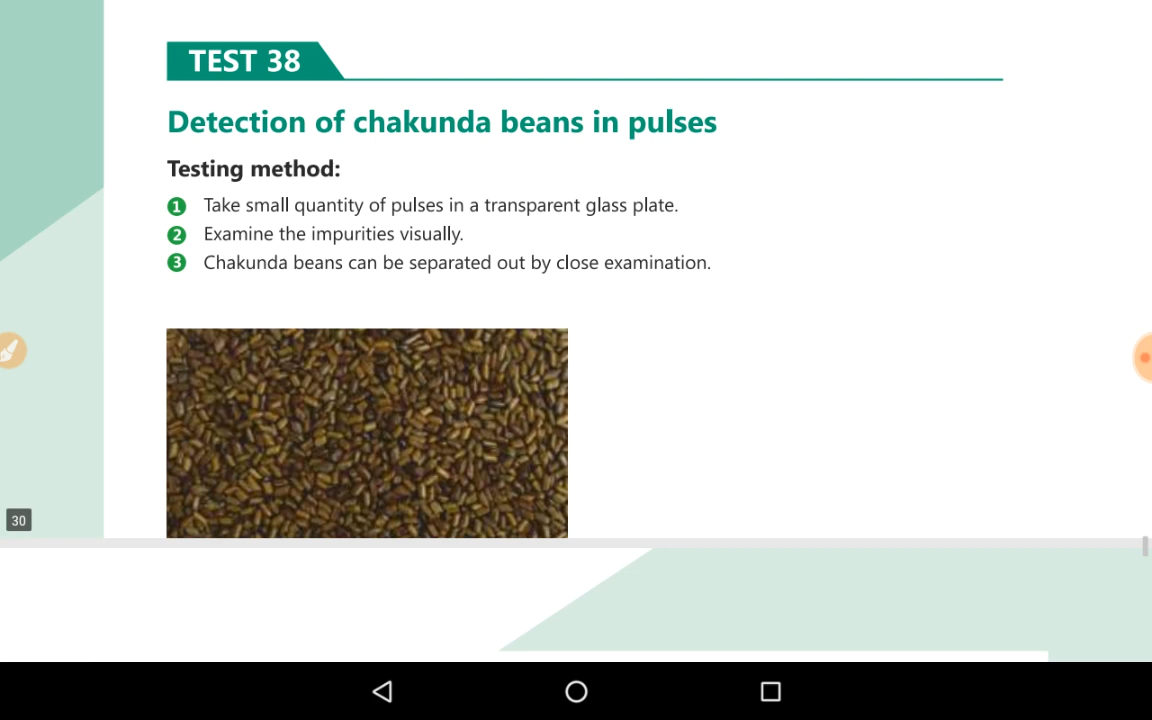 TEST 38
Detection of chakunda beans in pulses
Testing method:
1 Take small quantity of pulses in a transparent glass plate.
2 Examine the impurities visually.
3 Chakunda beans can be separated out by close examination.
30